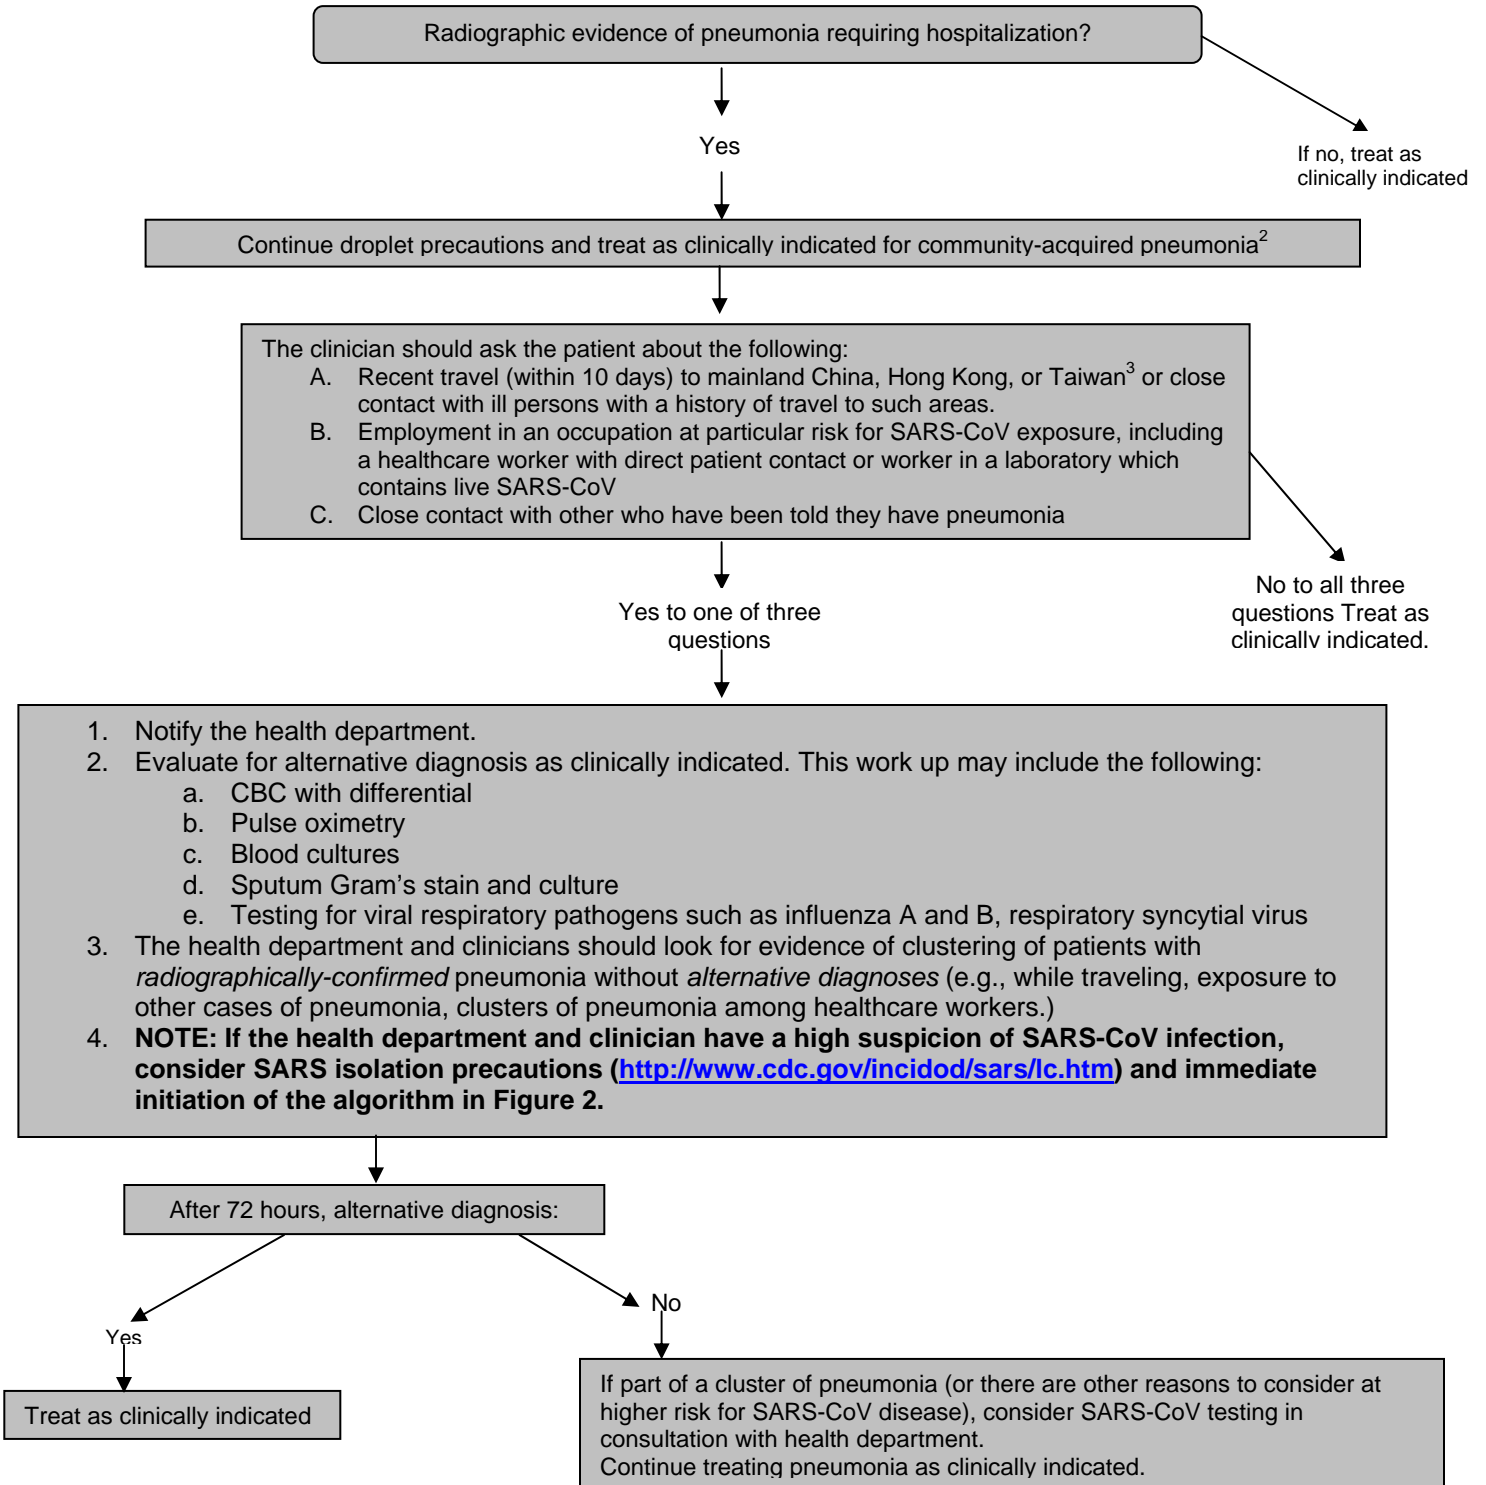 Radiographic evidence of pneumonia requiring hospitalization?
Yes
If no, treat as
clinically indicated
Continue droplet precautions and treat as clinically indicated for community-acquired pneumonia2
The clinician should ask the patient about the following:
A. Recent travel (within 10 days) to mainland China, Hong Kong, or Taiwan3 or close
contact with ill persons with a history of travel to such areas.
B. Employment in an occupation at particular risk for SARS-CoV exposure, including
a healthcare worker with direct patient contact or worker in a laboratory which
contains live SARS-CoV
C. Close contact with other who have been told they have pneumonia
Yes to one of three
questions
No to all three
questions Treat as
clinically indicated.
1. Notify the health department.
2. Evaluate for alternative diagnosis as clinically indicated. This work up may include the following:
a. CBC with differential
b. Pulse oximetry
c. Blood cultures
d. Sputum Gram’s stain and culture
e. Testing for viral respiratory pathogens such as influenza A and B, respiratory syncytial virus
3. The health department and clinicians should look for evidence of clustering of patients with
radiographically-confirmed pneumonia without alternative diagnoses (e.g., while traveling, exposure to
other cases of pneumonia, clusters of pneumonia among healthcare workers.)
4. NOTE: If the health department and clinician have a high suspicion of SARS-CoV infection,
consider SARS isolation precautions (http://www.cdc.gov/incidod/sars/Ic.htm) and immediate
initiation of the algorithm in Figure 2.
After 72 hours, alternative diagnosis:
Yes
No
Treat as clinically indicated
If part of a cluster of pneumonia (or there are other reasons to consider at
higher risk for SARS-CoV disease), consider SARS-CoV testing in
consultation with health department.
Continue treating pneumonia as clinically indicated.